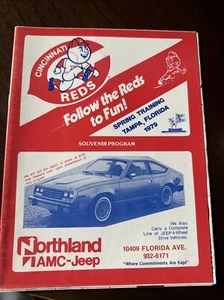 CINCINNATI
REDS
Follow the Reds
to Fun!
SPRING TRAINING
TAMPA, FLORIDA
1979
SOUVENIR PROGRAM
We Also
Carry a Complete
Line of JEEP 4-Wheel
Drive Vehicles.
Northland
AMC-Jeep
10409 FLORIDA AVE.
932-6171
"Where Commitments Are Kept"